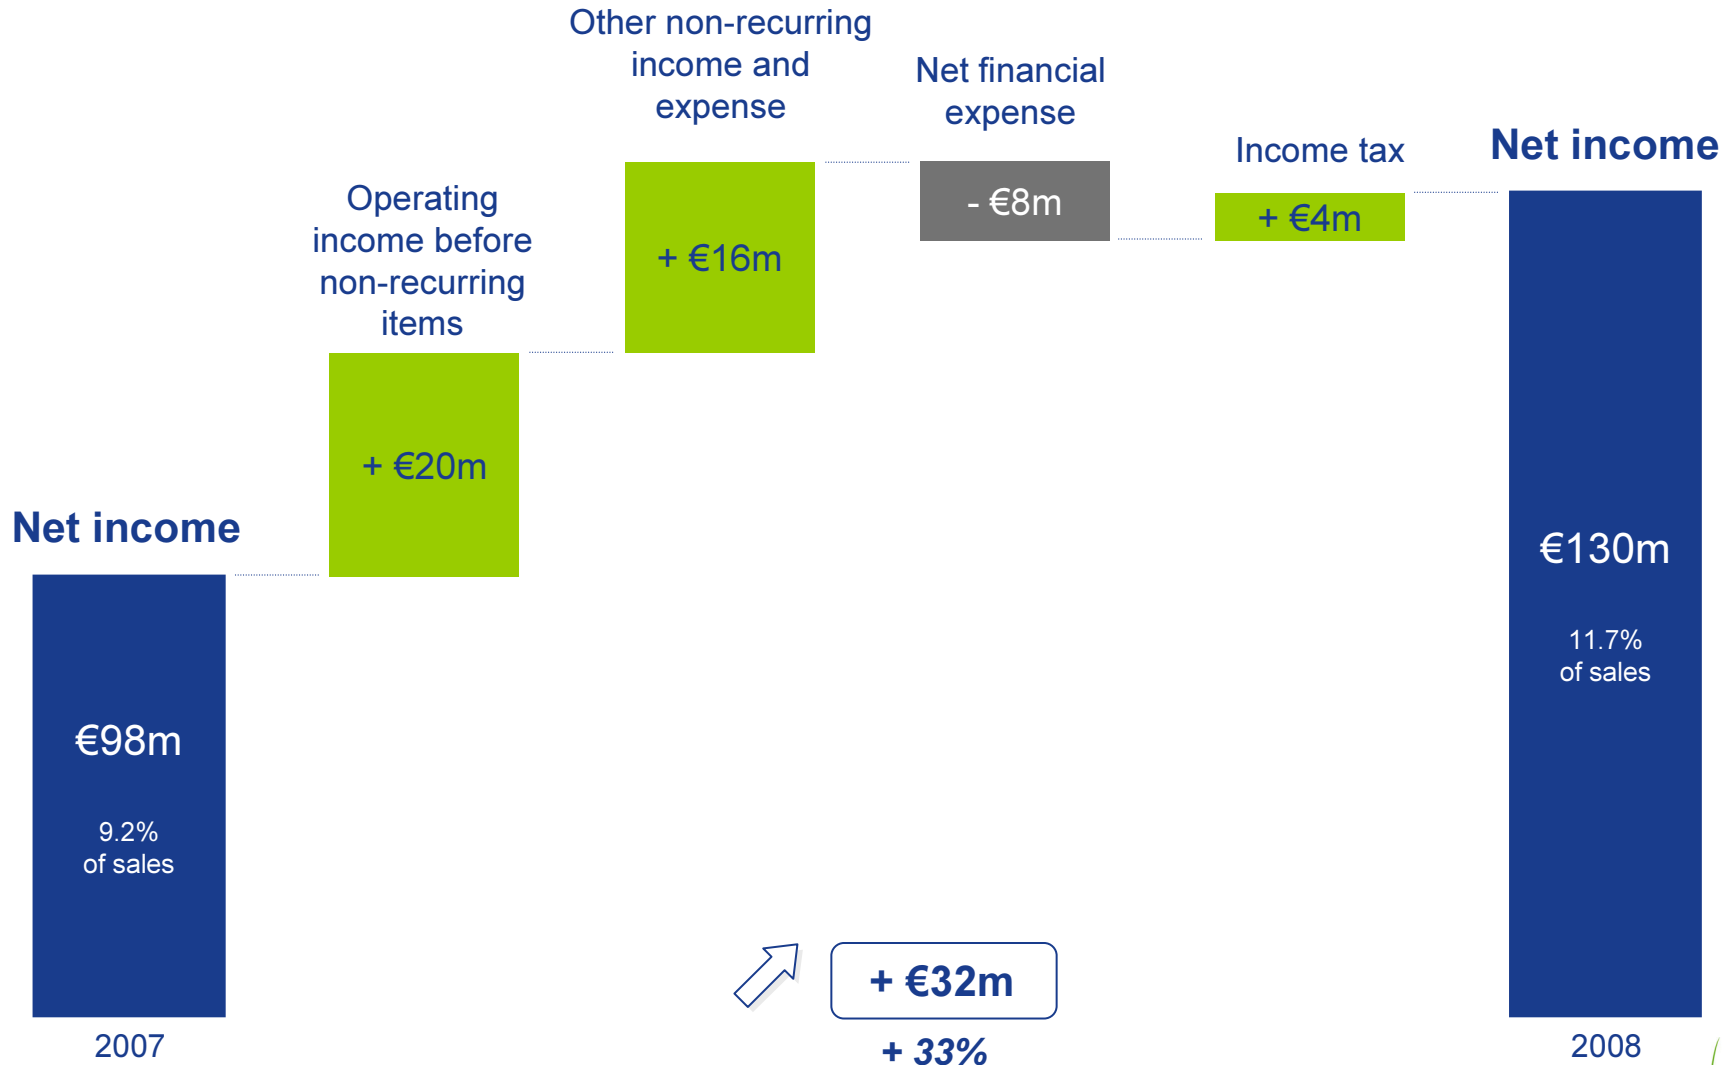 Other non-recurring
income and
expense
Net financial
expense
Income tax
Net income
Operating
income before
non-recurring
items
- €8m
+ €4m
+ €16m
+ €20m
Net income
€130m
11.7%
of sales
€98m
9.2%
of sales
+ €32m
+ 33%
2007
2008